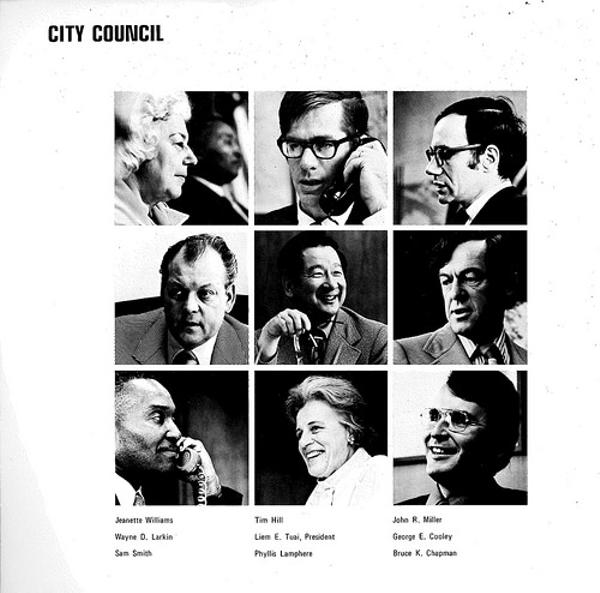 CITY COUNCIL
Jeanette Williams Tim Hill John R. Miller
Wayne D. Larkin Liem E. Tuai, President George E. Cooley
Sam Smith Phyllis Lamphere Bruce K. Chapman